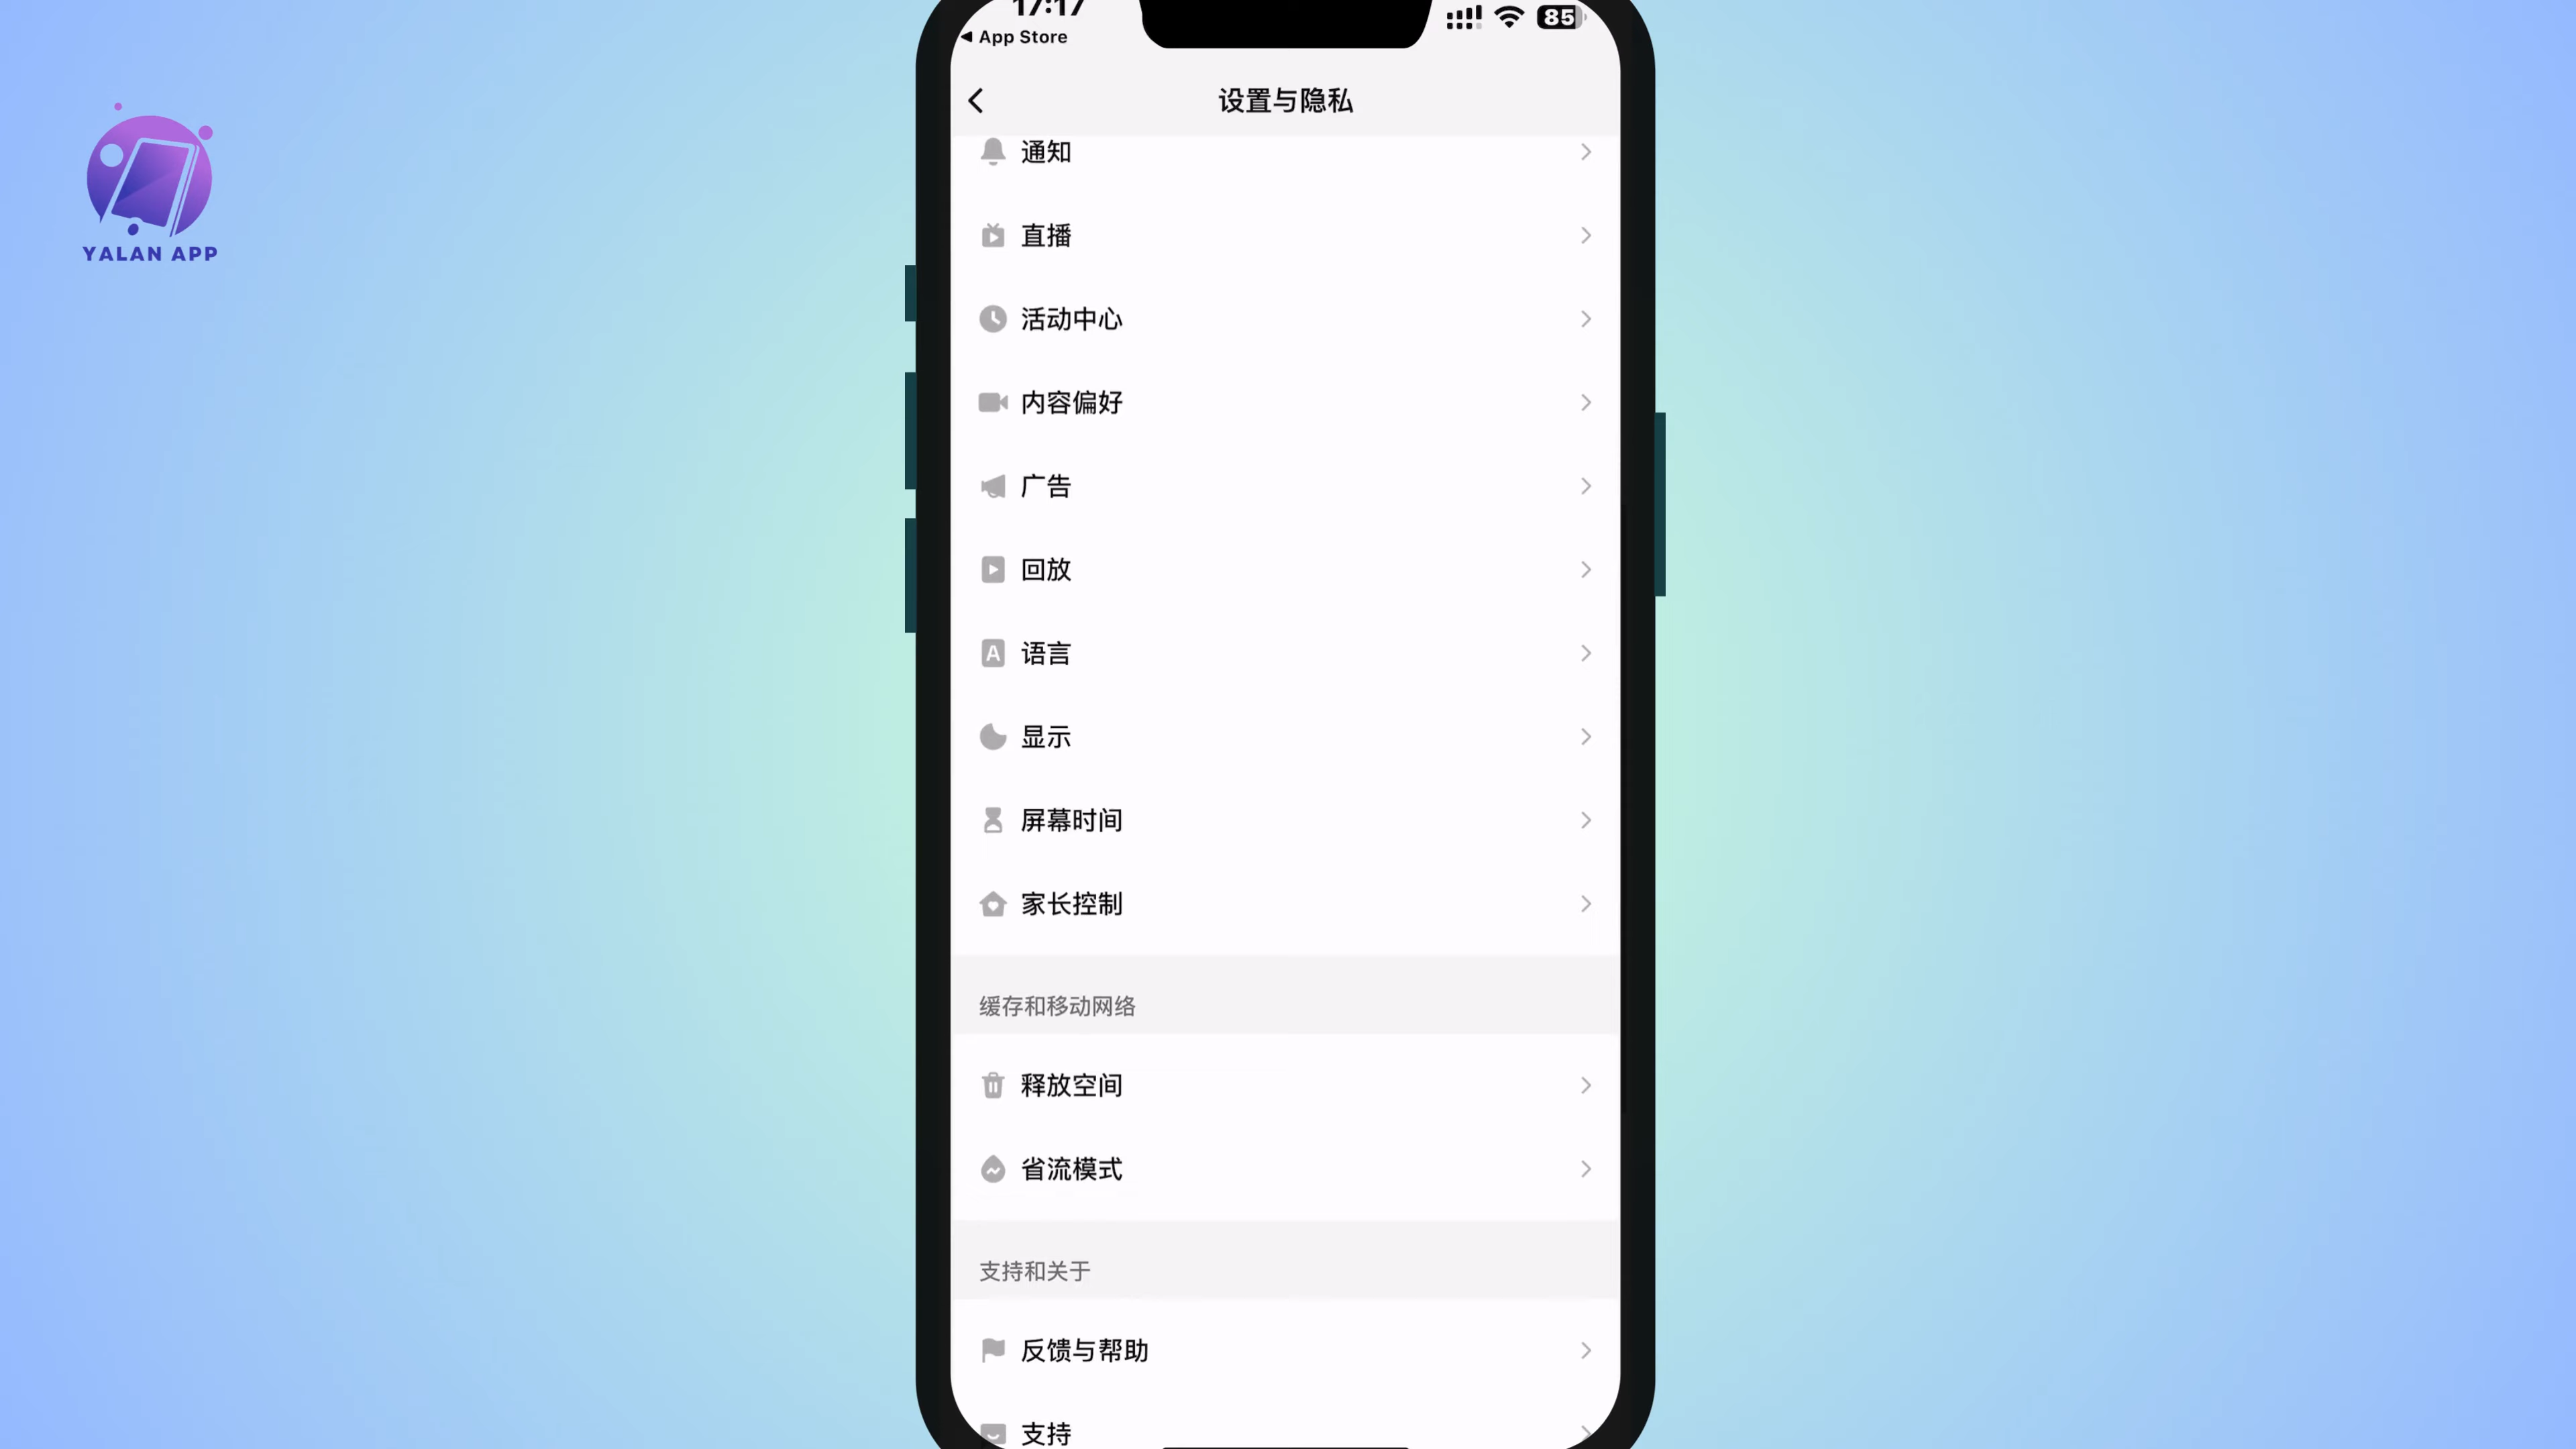 17:17
85
App Store
设置与隐私
YALAN APP
通知
直播
活动中心
内容偏好
广告
回放
A 语言
显示
屏幕时间
家长控制
缓存和移动网络
释放空间
省流模式
支持和关于
反馈与帮助
支持